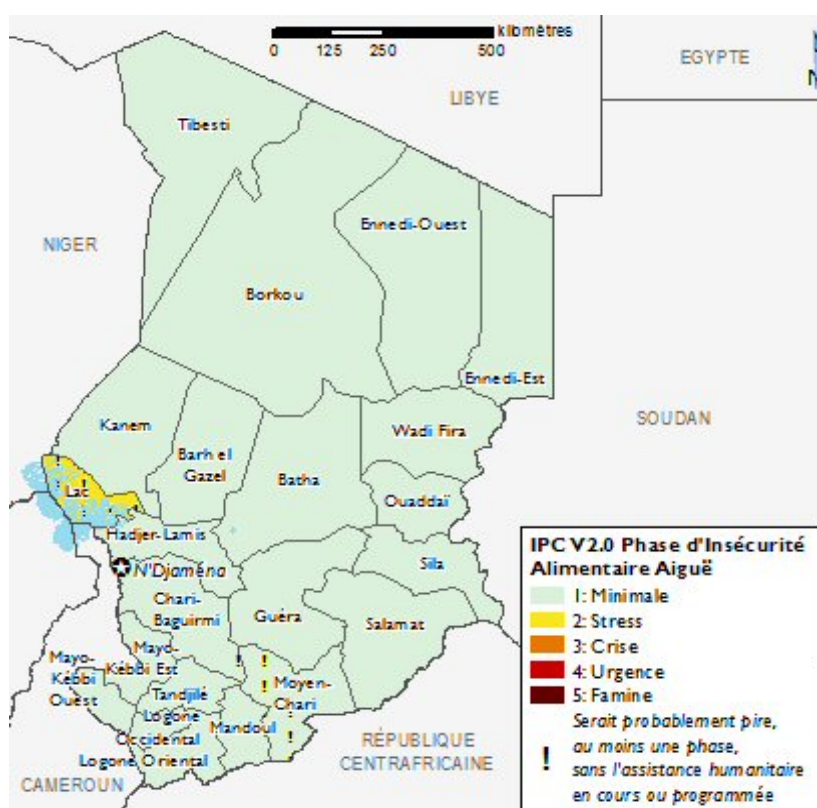 kilomètres
0 125 250 500
EGYPTE
N
LIBYE
Tibesti
NIGER
Ennedi-Ouest
Borkou
Ennedi-Est
SOUDAN
Kanem
Wadi Fira
Barh el
Gazel
Batha
Lac
Ouaddaï
Hadjer-Lamis
N'Djaména
Sila
Chari-
Baguirmi
Guéra
Salamat
Mayo-
Kébbi Est
Mayo-
Kébbi
Ouest
Tandjilé
Moyen-
Chari
Logone
Occidental
Mandoul
Logone Oriental
RÉPUBLIQUE
CENTRAFRICAINE
CAMEROUN
IPC V2.0 Phase d'Insécurité
Alimentaire Aiguë
1: Minimale
2: Stress
3: Crise
4: Urgence
5: Famine
! Serait probablement pire,
au moins une phase,
sans l'assistance humanitaire
en cours ou programmée